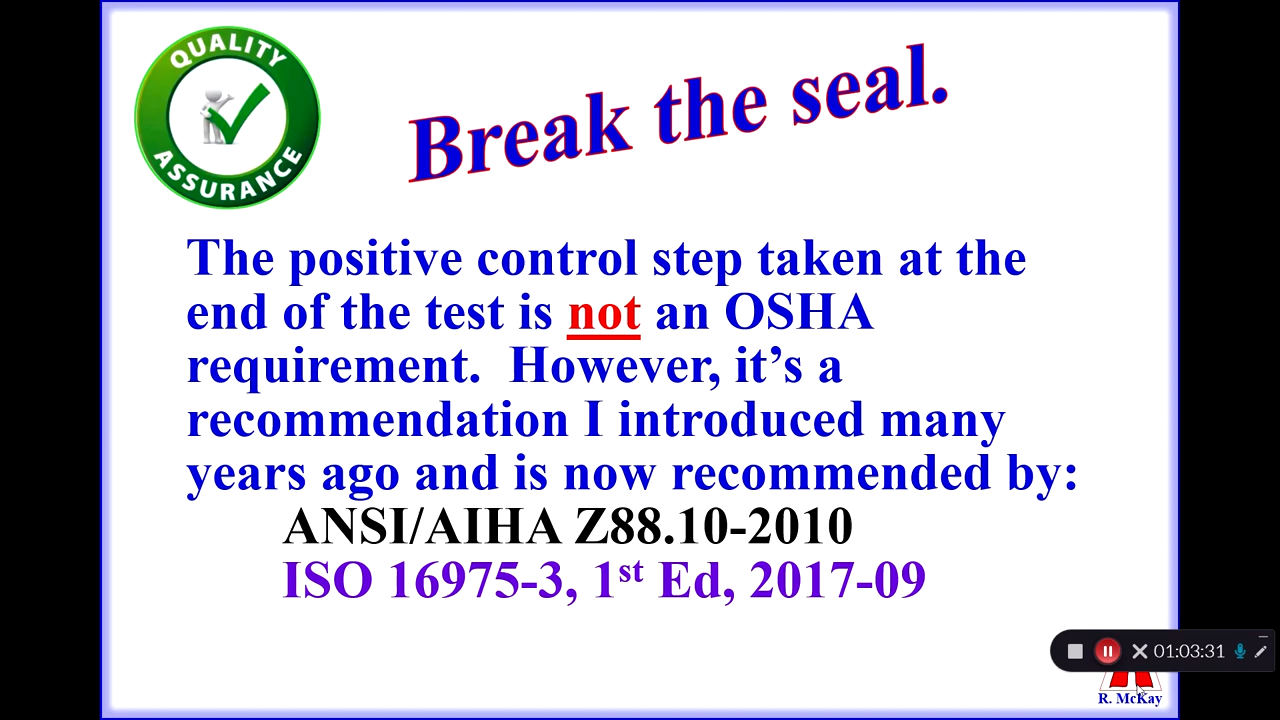 QUALITY
ASSURANCE
Break the seal.
The positive control step taken at the
end of the test is not an OSHA
requirement.  However, it’s a
recommendation I introduced many
years ago and is now recommended by:
ANSI/AIHA Z88.10-2010
ISO 16975-3, 1st Ed, 2017-09
01:03:31
R. McKay